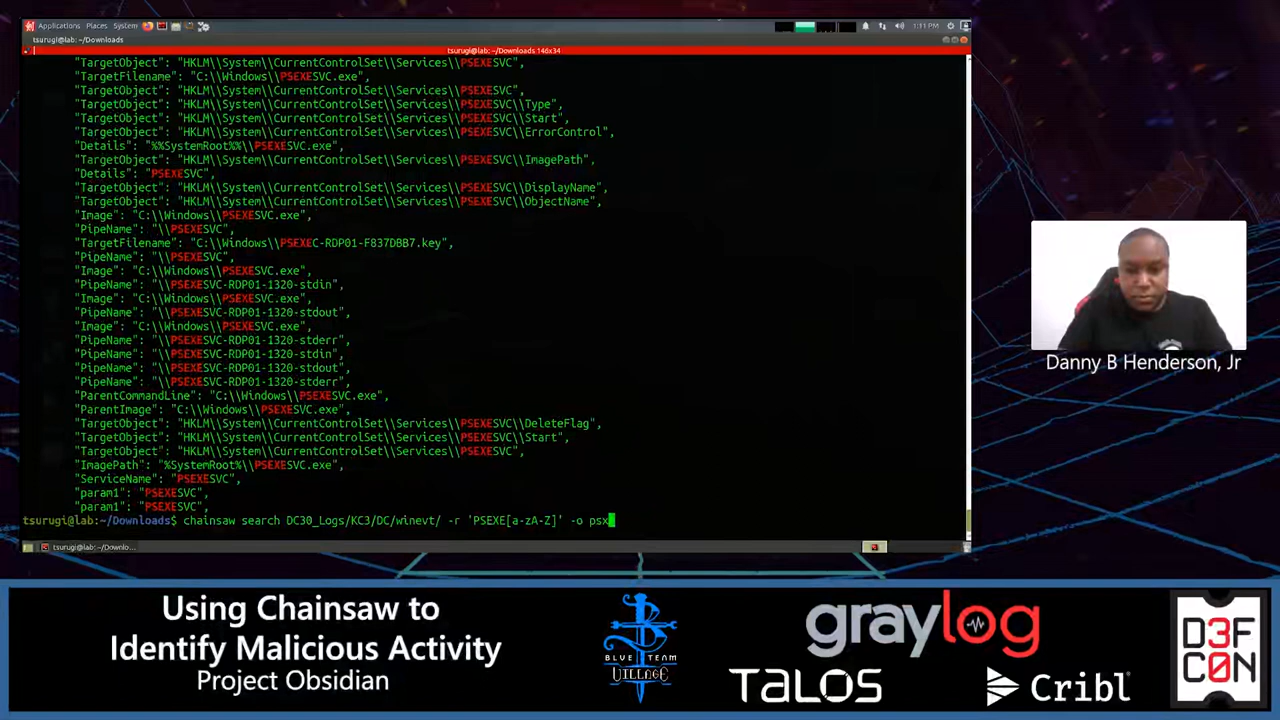 Applications Places System 1:11 PM
tsurugi@lab: ~/Downloads
tsurugi@lab: ~/Downloads 146x34
"TargetObject": "HKLM\\System\\CurrentControlSet\\Services\\PSEXESVC",
"TargetFilename": "C:\\Windows\\PSEXESVC.exe",
"TargetObject": "HKLM\\System\\CurrentControlSet\\Services\\PSEXESVC",
"TargetObject": "HKLM\\System\\CurrentControlSet\\Services\\PSEXESVC\\Type",
"TargetObject": "HKLM\\System\\CurrentControlSet\\Services\\PSEXESVC\\Start",
"TargetObject": "HKLM\\System\\CurrentControlSet\\Services\\PSEXESVC\\ErrorControl",
"Details": "%%SystemRoot%%\\PSEXESVC.exe",
"TargetObject": "HKLM\\System\\CurrentControlSet\\Services\\PSEXESVC\\ImagePath",
"Details": "PSEXESVC",
"TargetObject": "HKLM\\System\\CurrentControlSet\\Services\\PSEXESVC\\DisplayName",
"TargetObject": "HKLM\\System\\CurrentControlSet\\Services\\PSEXESVC\\ObjectName",
"Image": "C:\\Windows\\PSEXESVC.exe",
"PipeName": "\\PSEXESVC",
"TargetFilename": "C:\\Windows\\PSEXEC-RDP01-F837DBB7.key",
"PipeName": "\\PSEXESVC",
"Image": "C:\\Windows\\PSEXESVC.exe",
"PipeName": "\\PSEXESVC-RDP01-1320-stdin",
"Image": "C:\\Windows\\PSEXESVC.exe",
"PipeName": "\\PSEXESVC-RDP01-1320-stdout",
"Image": "C:\\Windows\\PSEXESVC.exe",
"PipeName": "\\PSEXESVC-RDP01-1320-stderr",
"PipeName": "\\PSEXESVC-RDP01-1320-stdin",
"PipeName": "\\PSEXESVC-RDP01-1320-stdout",
"PipeName": "\\PSEXESVC-RDP01-1320-stderr",
"ParentCommandLine": "C:\\Windows\\PSEXESVC.exe",
"ParentImage": "C:\\Windows\\PSEXESVC.exe",
"TargetObject": "HKLM\\System\\CurrentControlSet\\Services\\PSEXESVC\\DeleteFlag",
"TargetObject": "HKLM\\System\\CurrentControlSet\\Services\\PSEXESVC\\Start",
"TargetObject": "HKLM\\System\\CurrentControlSet\\Services\\PSEXESVC",
"ImagePath": "%SystemRoot%\\PSEXESVC.exe",
"ServiceName": "PSEXESVC",
"param1": "PSEXESVC",
"param1": "PSEXESVC",
tsurugi@lab:~/Downloads$ chainsaw search DC30_Logs/KC3/DC/winevt/ -r 'PSEXE[a-zA-Z]' -o psx
tsurugi@lab: ~/Downlo...
Danny B Henderson, Jr
Using Chainsaw to
Identify Malicious Activity
Project Obsidian
BLUE TEAM
VILLAGE
graylog
TALOS
Cribl
D3F
C0N